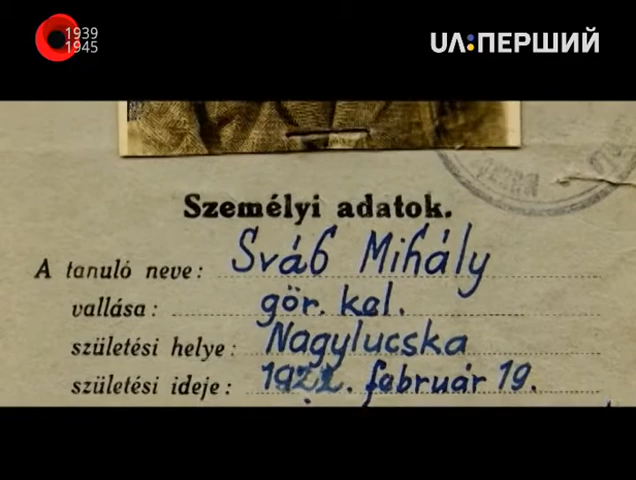 1939
1945
UA:ПЕРШИЙ
Személyi adatok.
A tanuló neve: Sváb Mihály
vallása: gör. kel.
születési helye: Nagylucska
születési ideje: 1922. február 19.